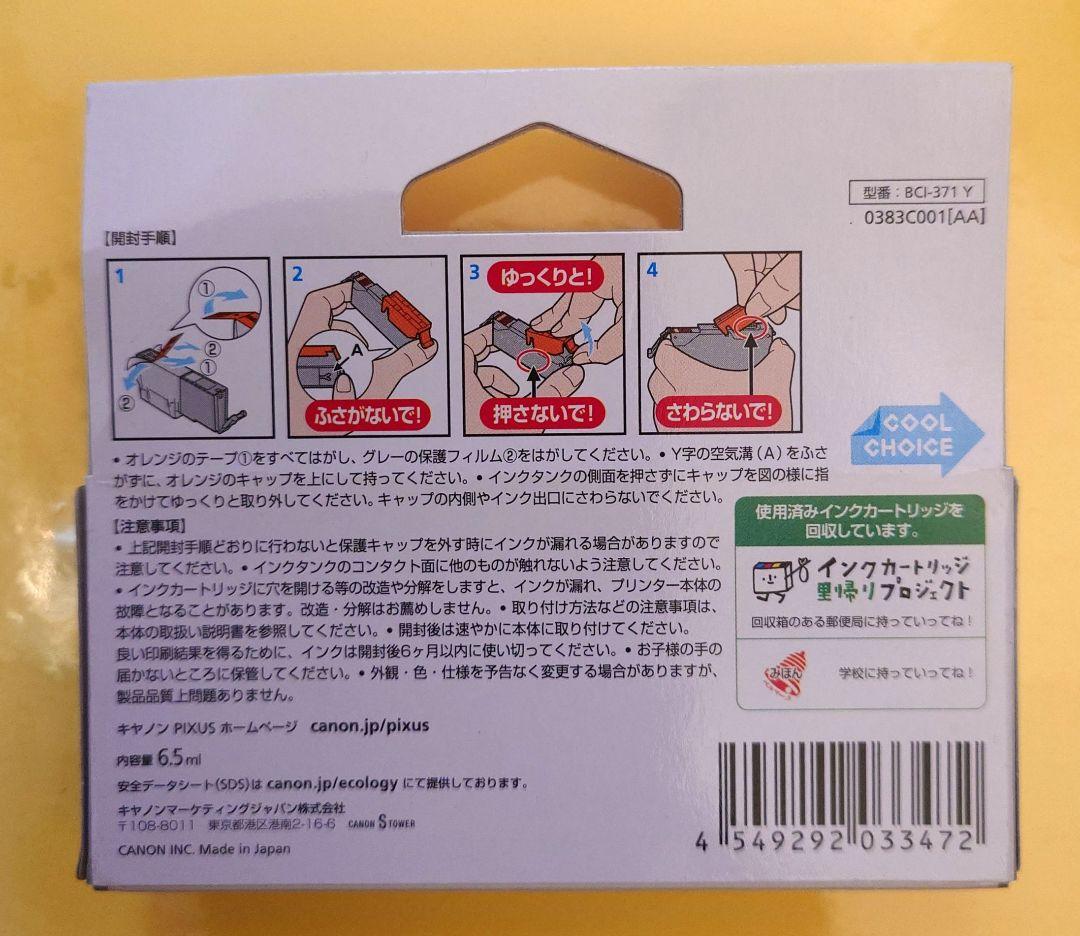 型番：BCI-371 Y
0383C001[AA]
【開封手順】
1
①
②
①
②
2
A
ふさがないで!
3
ゆっくりと!
押さないで!
4
さわらないで!
COOL
CHOICE
・オレンジのテープ①をすべてはがし、グレーの保護フィルム②をはがしてください。・Y字の空気溝（A）をふさ
がずに、オレンジのキャップを上にして持ってください。・インクタンクの側面を押さずにキャップを図の様に指
をかけてゆっくりと取り外してください。キャップの内側やインク出口にさわらないでください。
【注意事項】
・上記開封手順どおりに行わないと保護キャップを外す時にインクが漏れる場合がありますので
注意してください。・インクタンクのコンタクト面に他のものが触れないよう注意してください。
・インクカートリッジに穴を開ける等の改造や分解をしますと、インクが漏れ、プリンター本体の
故障となることがあります。改造・分解はお薦めしません。・取り付け方法などの注意事項は、
本体の取扱い説明書を参照してください。・開封後は速やかに本体に取り付けてください。
良い印刷結果を得るために、インクは開封後6ヶ月以内に使い切ってください。・お子様の手の
届かないところに保管してください。・外観・色・仕様を予告なく変更する場合がありますが、
製品品質上問題ありません。
使用済みインクカートリッジを
回収しています。
インクカートリッジ
里帰りプロジェクト
回収箱のある郵便局に持っていってね!
みほん
ベルマーク
学校に持っていってね!
キヤノン PIXUS ホームページ canon.jp/pixus
内容量 6.5ml
安全データシート(SDS)は canon.jp/ecology にて提供しております。
キヤノンマーケティングジャパン株式会社
〒108-8011 東京都港区港南2-16-6 CANON S TOWER
CANON INC. Made in Japan
4 549292 033472